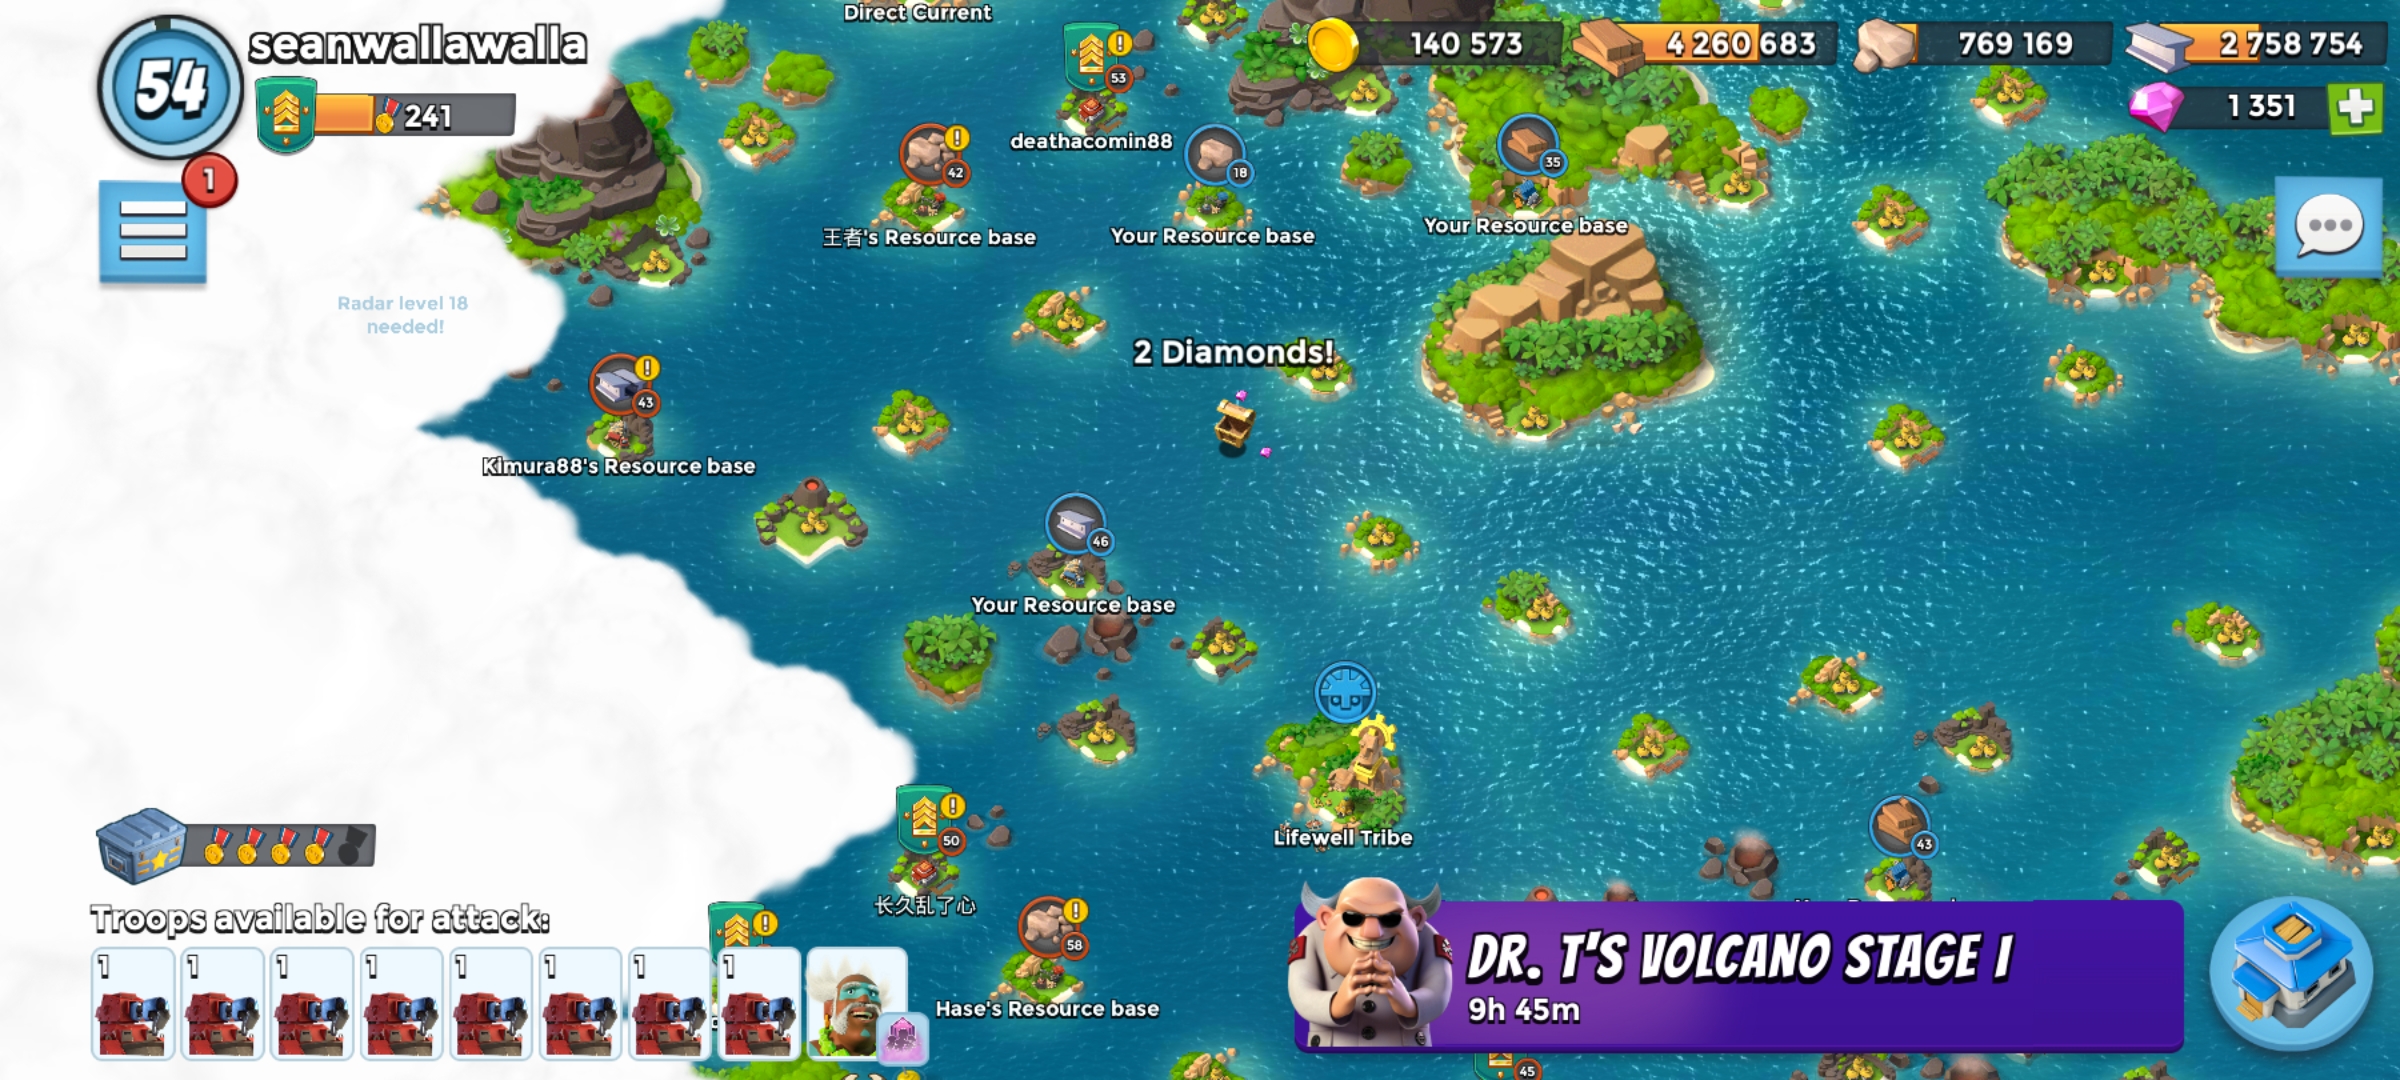 Direct Current
54
seanwallawalla
241
1
140 573
4 260 683
769 169
2 758 754
1 351
53
deathacomin88
42
王者's Resource base
18
Your Resource base
35
Your Resource base
Radar level 18
needed!
2 Diamonds!
43
Kimura88's Resource base
46
Your Resource base
Lifewell Tribe
50
长久乱了心
43
58
Hase's Resource base
Troops available for attack:
1
1
1
1
1
1
1
1
DR. T'S VOLCANO STAGE I
9h 45m
45